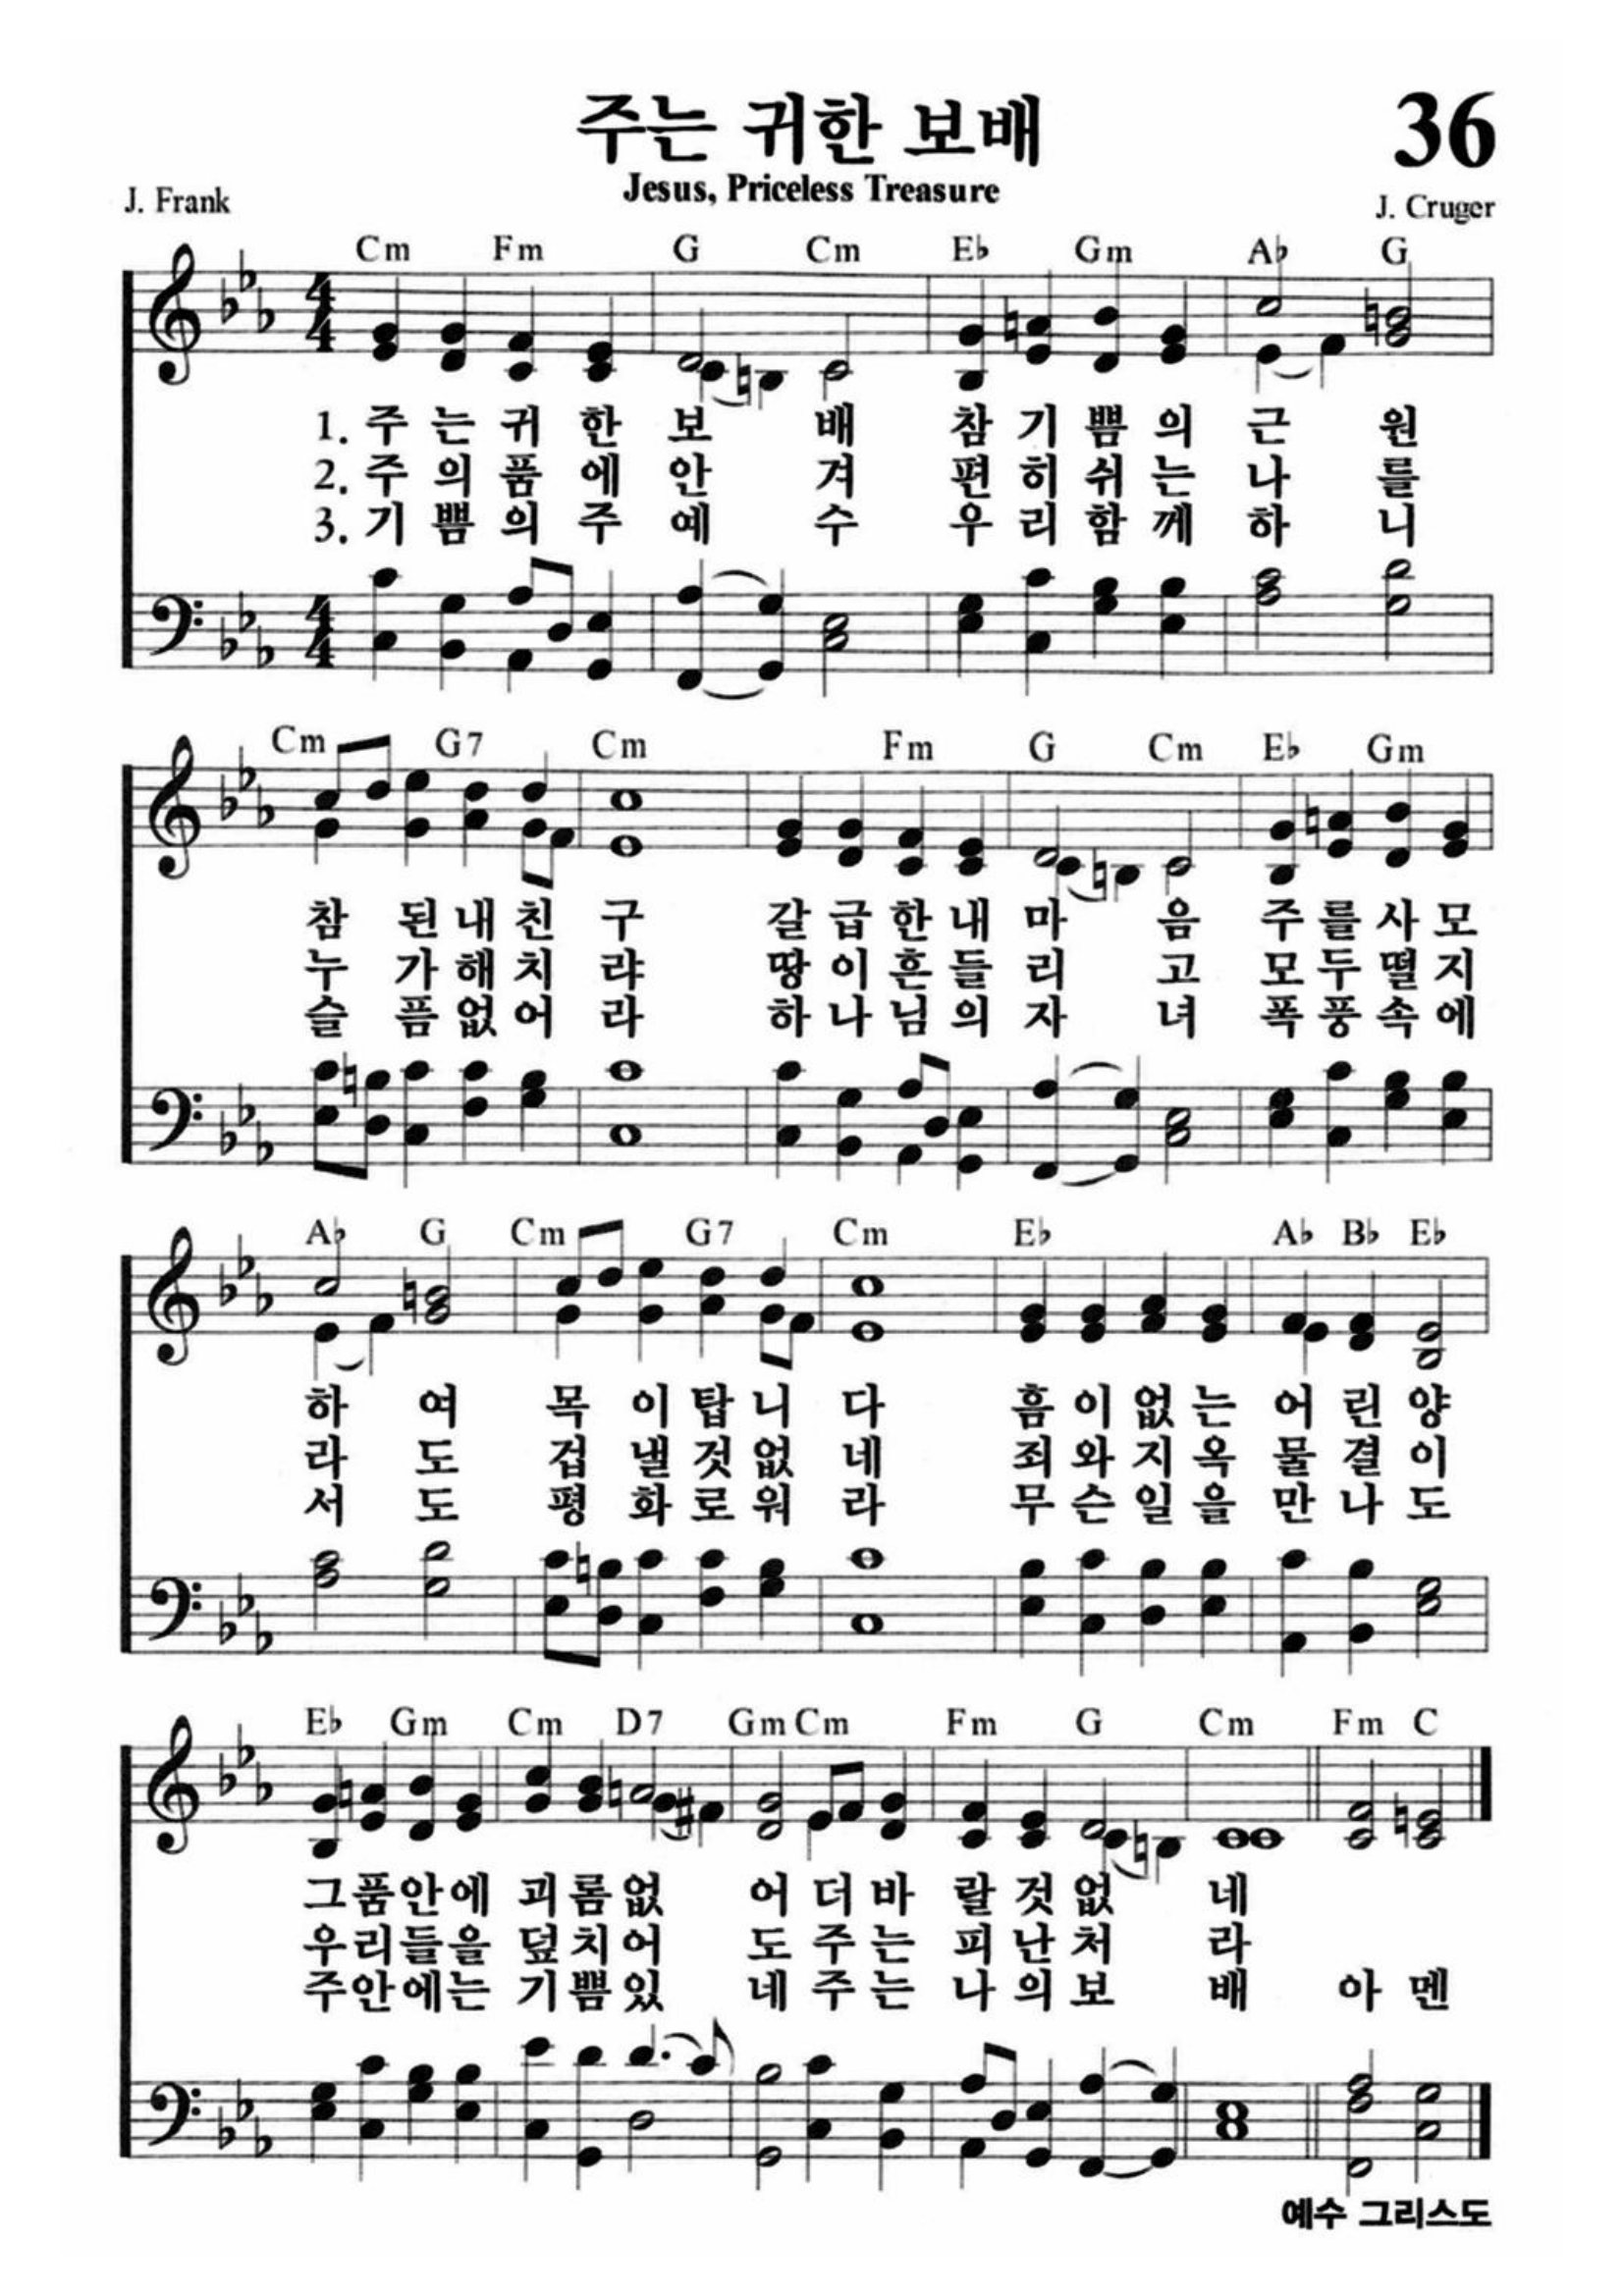 주는 귀한 보배
36
Jesus, Priceless Treasure
J. Frank
J. Cruger
Cm Fm G Cm E♭ Gm A♭ G
4/4
1. 주 는 귀 한 보 배 참 기 쁨 의 근 원
2. 주 의 품 에 안 겨 편 히 쉬 는 나 를
3. 기 쁨 의 주 예 수 우 리 함 께 하 니
4/4
Cm G7 Cm Fm G Cm E♭ Gm
참 된 내 친 구 갈 급 한 내 마 음 주 를 사 모
누 가 해 치 랴 땅 이 흔 들 리 고 모 두 떨 지
슬 픔 없 어 라 하 나 님 의 자 녀 폭 풍 속 에
A♭ G Cm G7 Cm E♭ A♭ B♭ E♭
하 여 목 이 탑 니 다 흠 이 없 는 어 린 양
라 도 겁 낼 것 없 네 죄 와 지 옥 물 결 이
서 도 평 화 로 워 라 무 슨 일 을 만 나 도
E♭ Gm Cm D7 Gm Cm Fm G Cm Fm C
그 품 안 에 괴 롬 없 어 더 바 랄 것 없 네
우 리 들 을 덮 치 어 도 주 는 피 난 처 라
주 안 에 는 기 쁨 있 네 주 는 나 의 보 배 아 멘
예수 그리스도